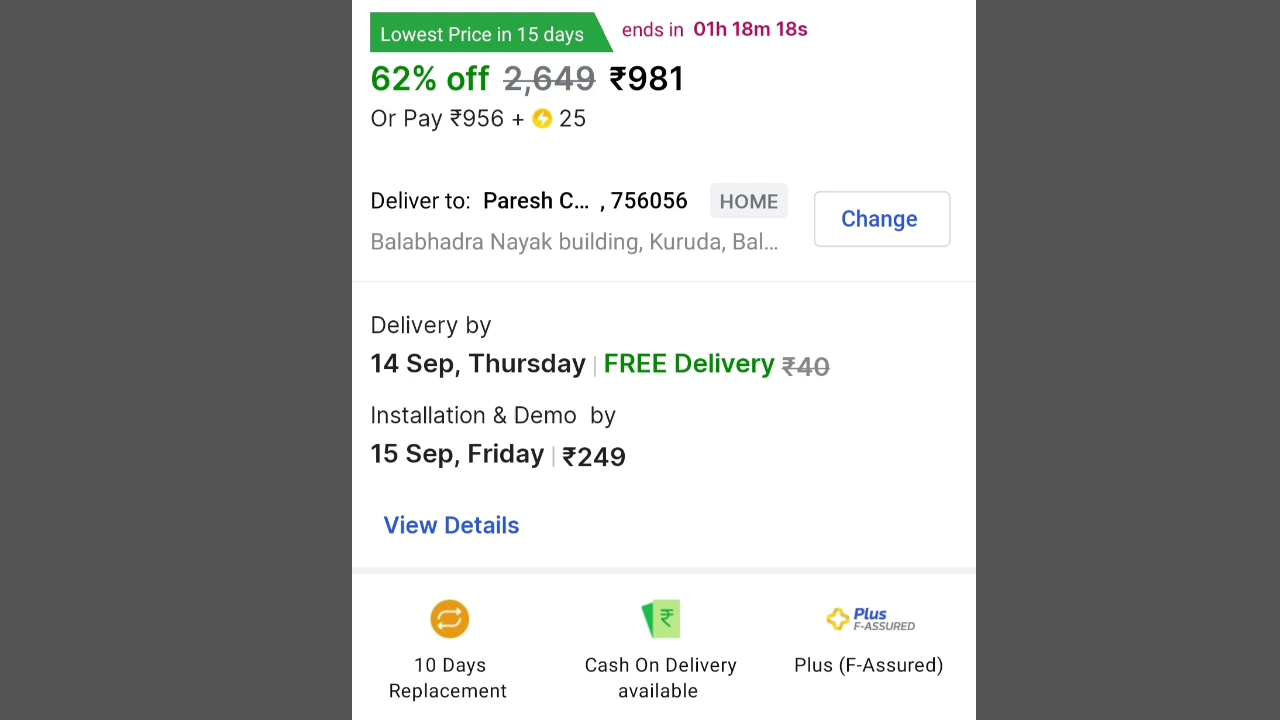 Lowest Price in 15 days ends in 01h 18m 18s
62% off 2,649 ₹981
Or Pay ₹956 + 25
Deliver to: Paresh C... , 756056 HOME
Change
Balabhadra Nayak building, Kuruda, Bal...
Delivery by
14 Sep, Thursday | FREE Delivery ₹40
Installation & Demo by
15 Sep, Friday | ₹249
View Details
10 Days
Replacement
Cash On Delivery
available
Plus
F-ASSURED
Plus (F-Assured)